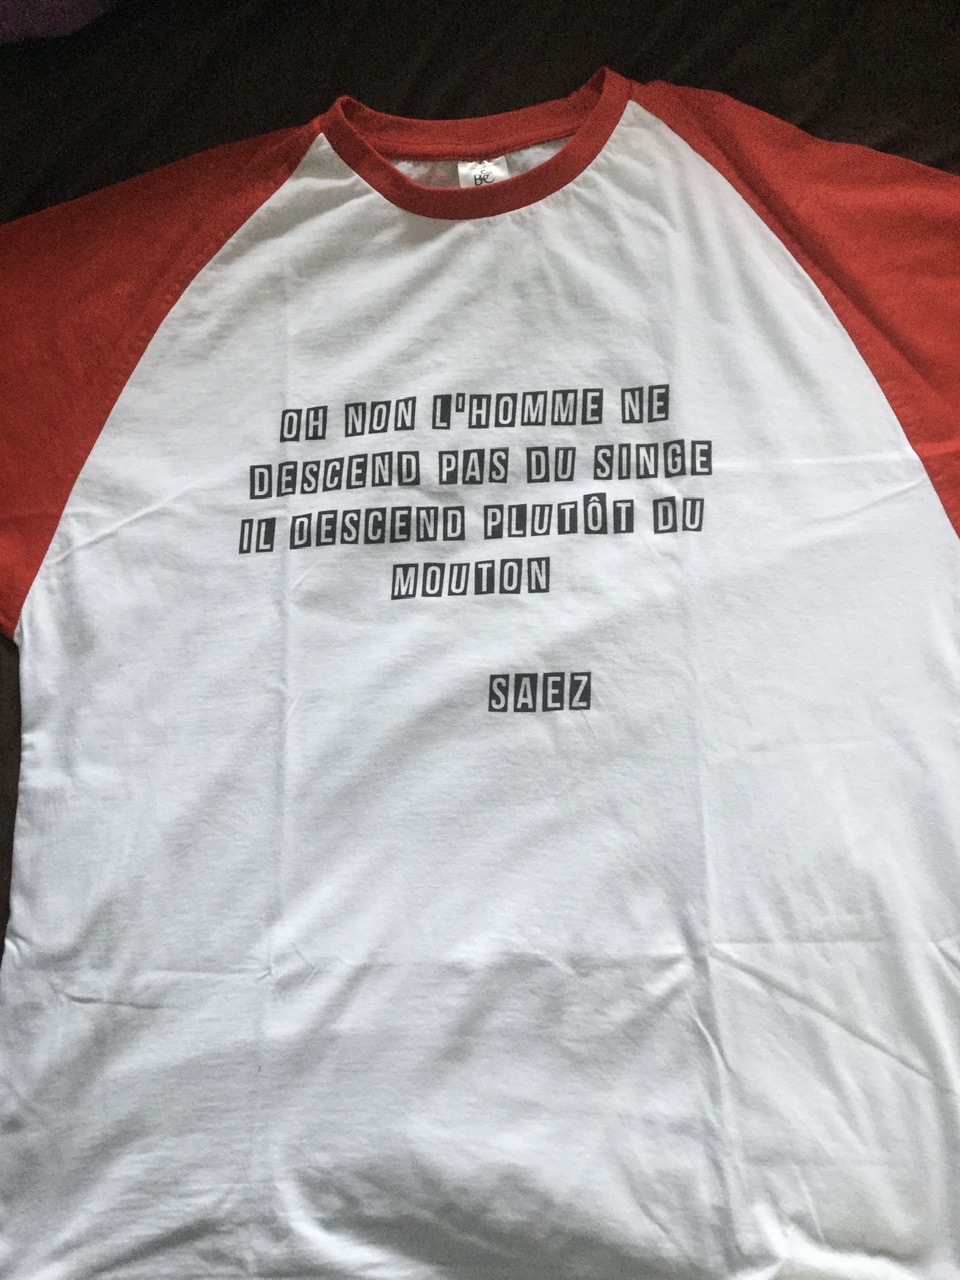 B&C
OH NON L'HOMME NE
DESCEND PAS DU SINGE
IL DESCEND PLUTÔT DU
MOUTON
SAEZ